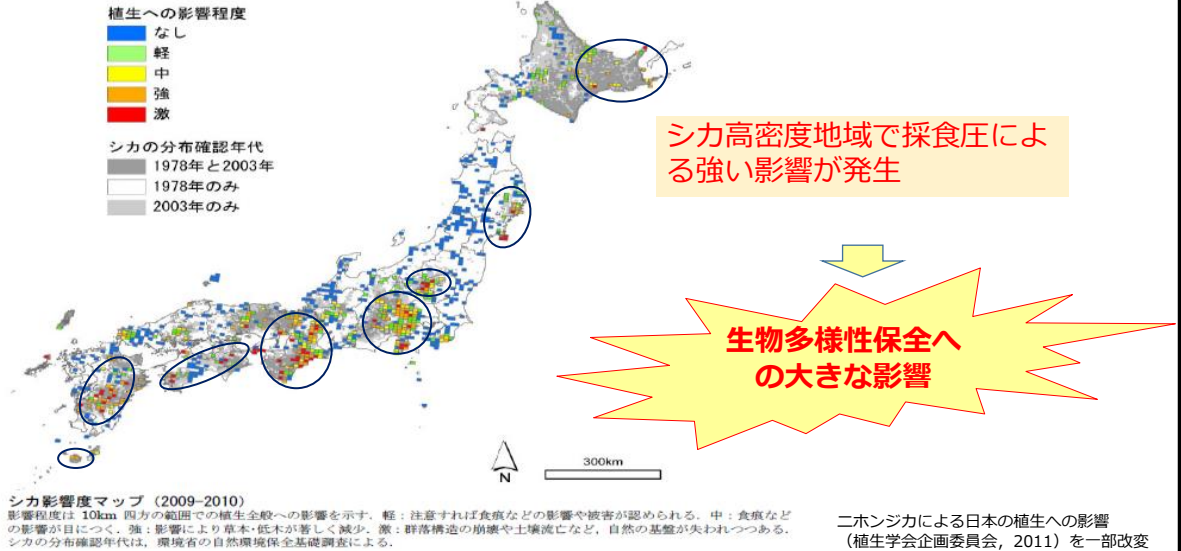 植生への影響程度
なし
軽
中
強
激
シカの分布確認年代
1978年と2003年
1978年のみ
2003年のみ
シカ高密度地域で採食圧によ
る強い影響が発生
生物多様性保全へ
の大きな影響
N
300km
シカ影響度マップ (2009-2010)
影響程度は 10km 四方の範囲での植生全般への影響を示す. 軽：注意すれば食痕などの影響や被害が認められる. 中：食痕など
の影響が目につく. 強：影響により草本･低木が著しく減少. 激：群落構造の崩壊や土壌流亡など, 自然の基盤が失われつつある.
シカの分布確認年代は, 環境省の自然環境保全基礎調査による.
ニホンジカによる日本の植生への影響
（植生学会企画委員会，2011）を一部改変